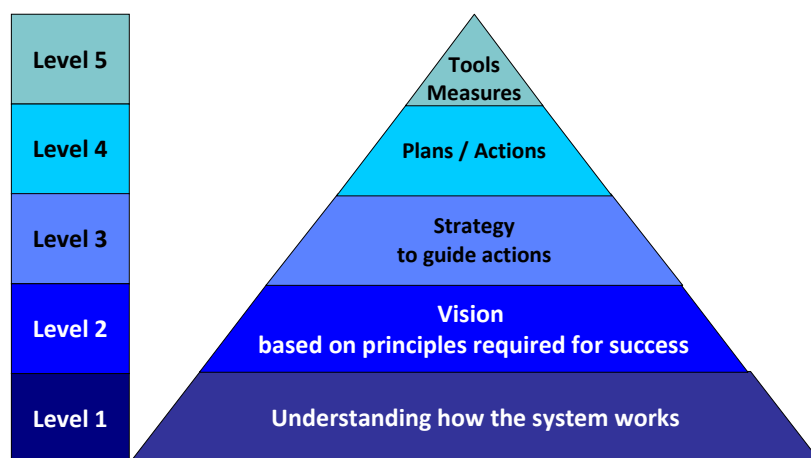 Level 5
Tools
Measures
Level 4
Plans / Actions
Level 3
Strategy
to guide actions
Level 2
Vision
based on principles required for success
Level 1
Understanding how the system works